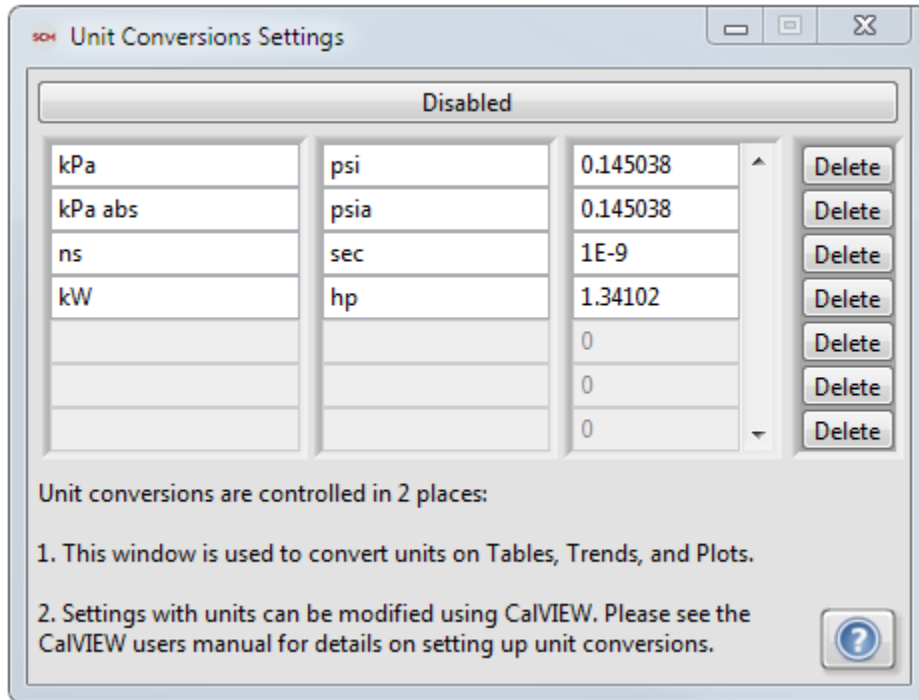 SCM Unit Conversions Settings
Disabled
kPa psi 0.145038 Delete
kPa abs psia 0.145038 Delete
ns sec 1E-9 Delete
kW hp 1.34102 Delete
0 Delete
0 Delete
0 Delete
Unit conversions are controlled in 2 places:
1. This window is used to convert units on Tables, Trends, and Plots.
2. Settings with units can be modified using CalVIEW. Please see the
CalVIEW users manual for details on setting up unit conversions.
?